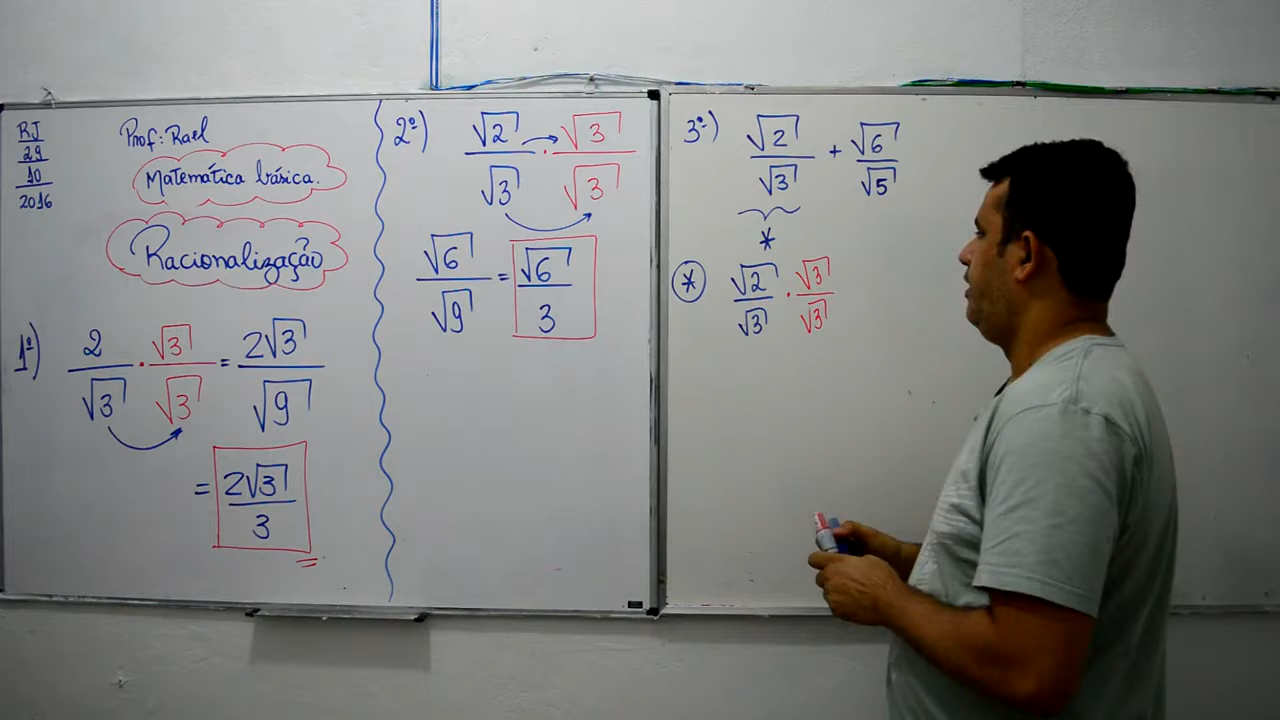 RJ
29
10
2016
Prof: Rael
Matemática básica.
Racionalização
1º) 2/√3 · √3/√3 = 2√3/√9
= 2√3/3
2º) √2/√3 · √3/√3
√6/√9 = √6/3
3º) √2/√3 + √6/√5
*
* √2/√3 · √3/√3